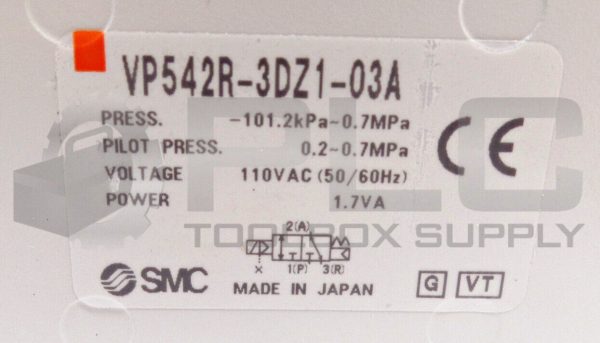 VP542R-3DZ1-03A
PRESS. -101.2kPa~0.7MPa
PILOT PRESS. 0.2~0.7MPa
VOLTAGE 110VAC (50/60Hz)
POWER 1.7VA
CE
PLC
TOOLBOX SUPPLY
2(A)
X 1(P) 3(R)
SMC MADE IN JAPAN G VT